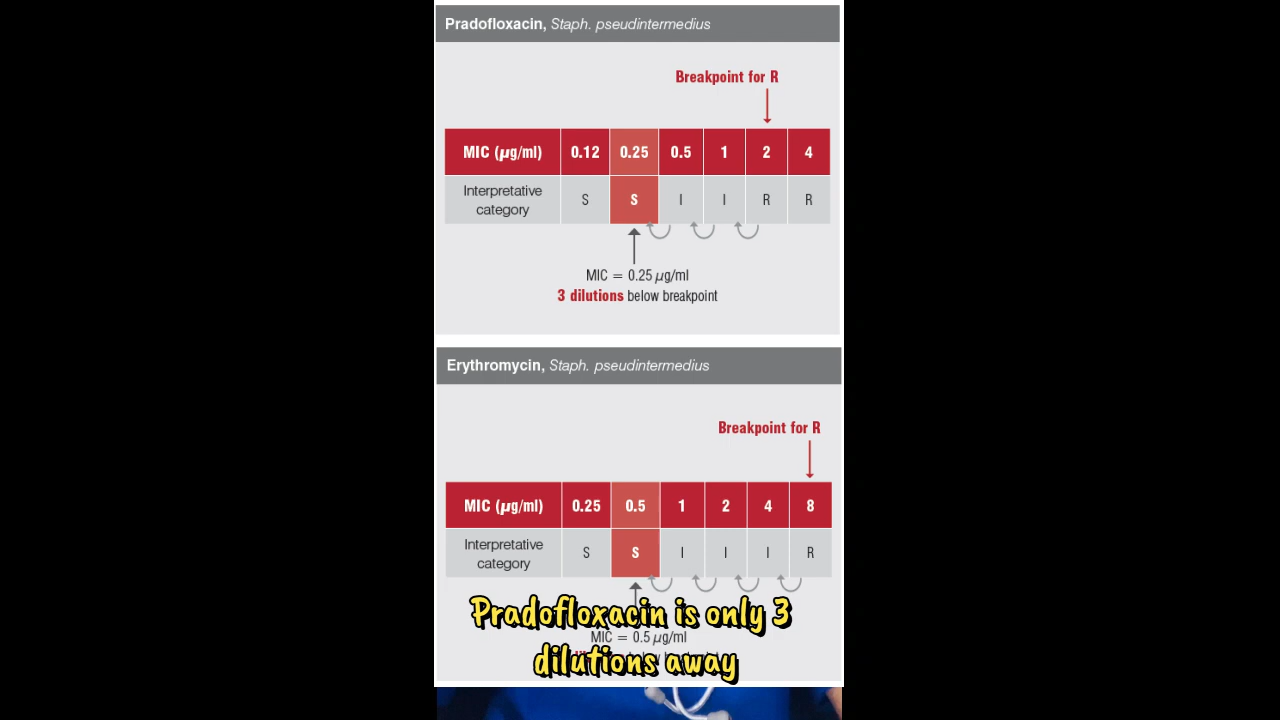 Pradofloxacin, Staph. pseudintermedius
Breakpoint for R
MIC (µg/ml) 0.12 0.25 0.5 1 2 4
Interpretative
category
S S I I R R
MIC = 0.25 µg/ml
3 dilutions below breakpoint
Erythromycin, Staph. pseudintermedius
Breakpoint for R
MIC (µg/ml) 0.25 0.5 1 2 4 8
Interpretative
category
S S I I I R
Pradofloxacin is only 3
MIC = 0.5 µg/ml
dilutions away